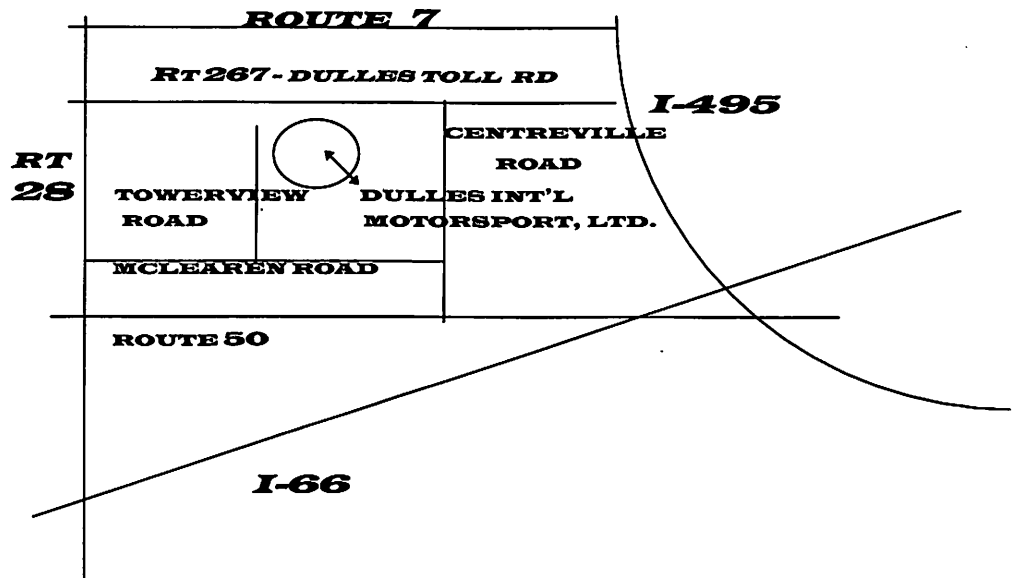 ROUTE 7
RT 267 - DULLES TOLL RD
I-495
CENTREVILLE
ROAD
RT
28
TOWERVIEW
ROAD
DULLES INT'L
MOTORSPORT, LTD.
MCLEAREN ROAD
ROUTE 50
I-66